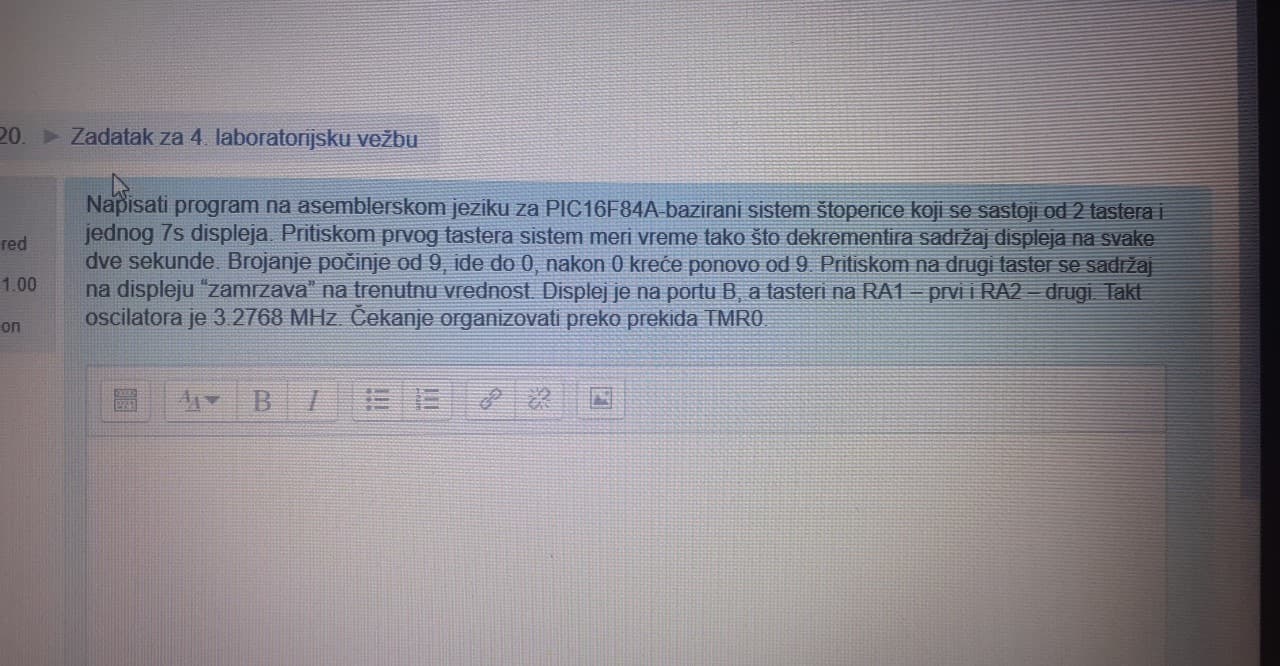 20. ► Zadatak za 4. laboratorijsku vežbu
Napisati program na asemblerskom jeziku za PIC16F84A-bazirani sistem štoperice koji se sastoji od 2 tastera i
jednog 7s displeja. Pritiskom prvog tastera sistem meri vreme tako što dekrementira sadržaj displeja na svake
dve sekunde. Brojanje počinje od 9, ide do 0, nakon 0 kreće ponovo od 9. Pritiskom na drugi taster se sadržaj
na displeju “zamrzava” na trenutnu vrednost. Displej je na portu B, a tasteri na RA1 – prvi i RA2 – drugi. Takt
oscilatora je 3.2768 MHz. Čekanje organizovati preko prekida TMR0.
red
1.00
on
B I